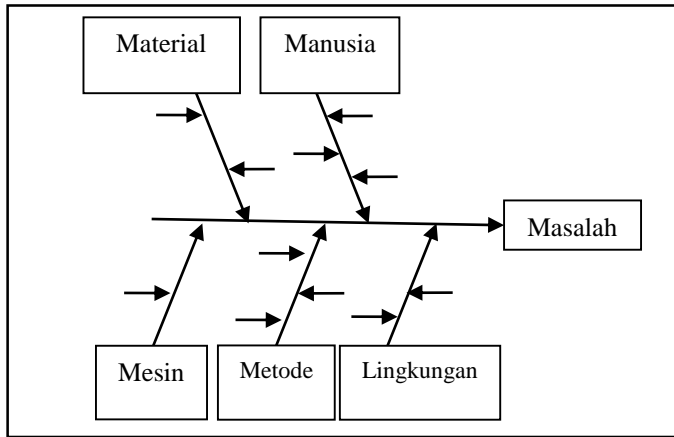 Material
Manusia
Masalah
Mesin
Metode
Lingkungan